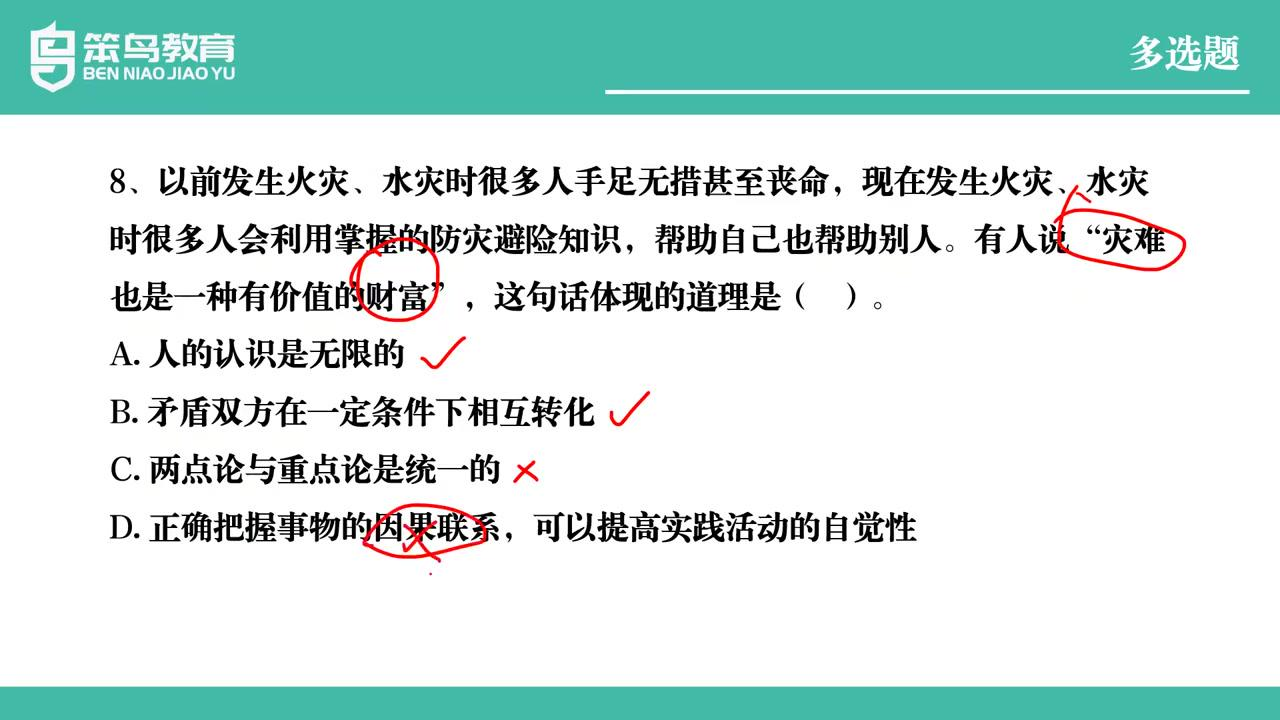 笨鸟教育
BEN NIAO JIAO YU
多选题
8、以前发生火灾、水灾时很多人手足无措甚至丧命，现在发生火灾、水灾
时很多人会利用掌握的防灾避险知识，帮助自己也帮助别人。有人说“灾难
也是一种有价值的财富”，这句话体现的道理是（　）。
A. 人的认识是无限的
B. 矛盾双方在一定条件下相互转化
C. 两点论与重点论是统一的
D. 正确把握事物的因果联系，可以提高实践活动的自觉性